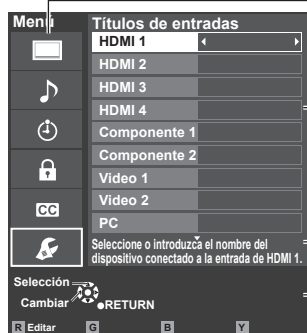 Menú
Títulos de entradas
HDMI 1
HDMI 2
HDMI 3
HDMI 4
Componente 1
Componente 2
Video 1
Video 2
PC
CC
Seleccione o introduzca el nombre del
dispositivo conectado a la entrada de HDMI 1.
Selección
Cambiar
RETURN
R Editar G B Y